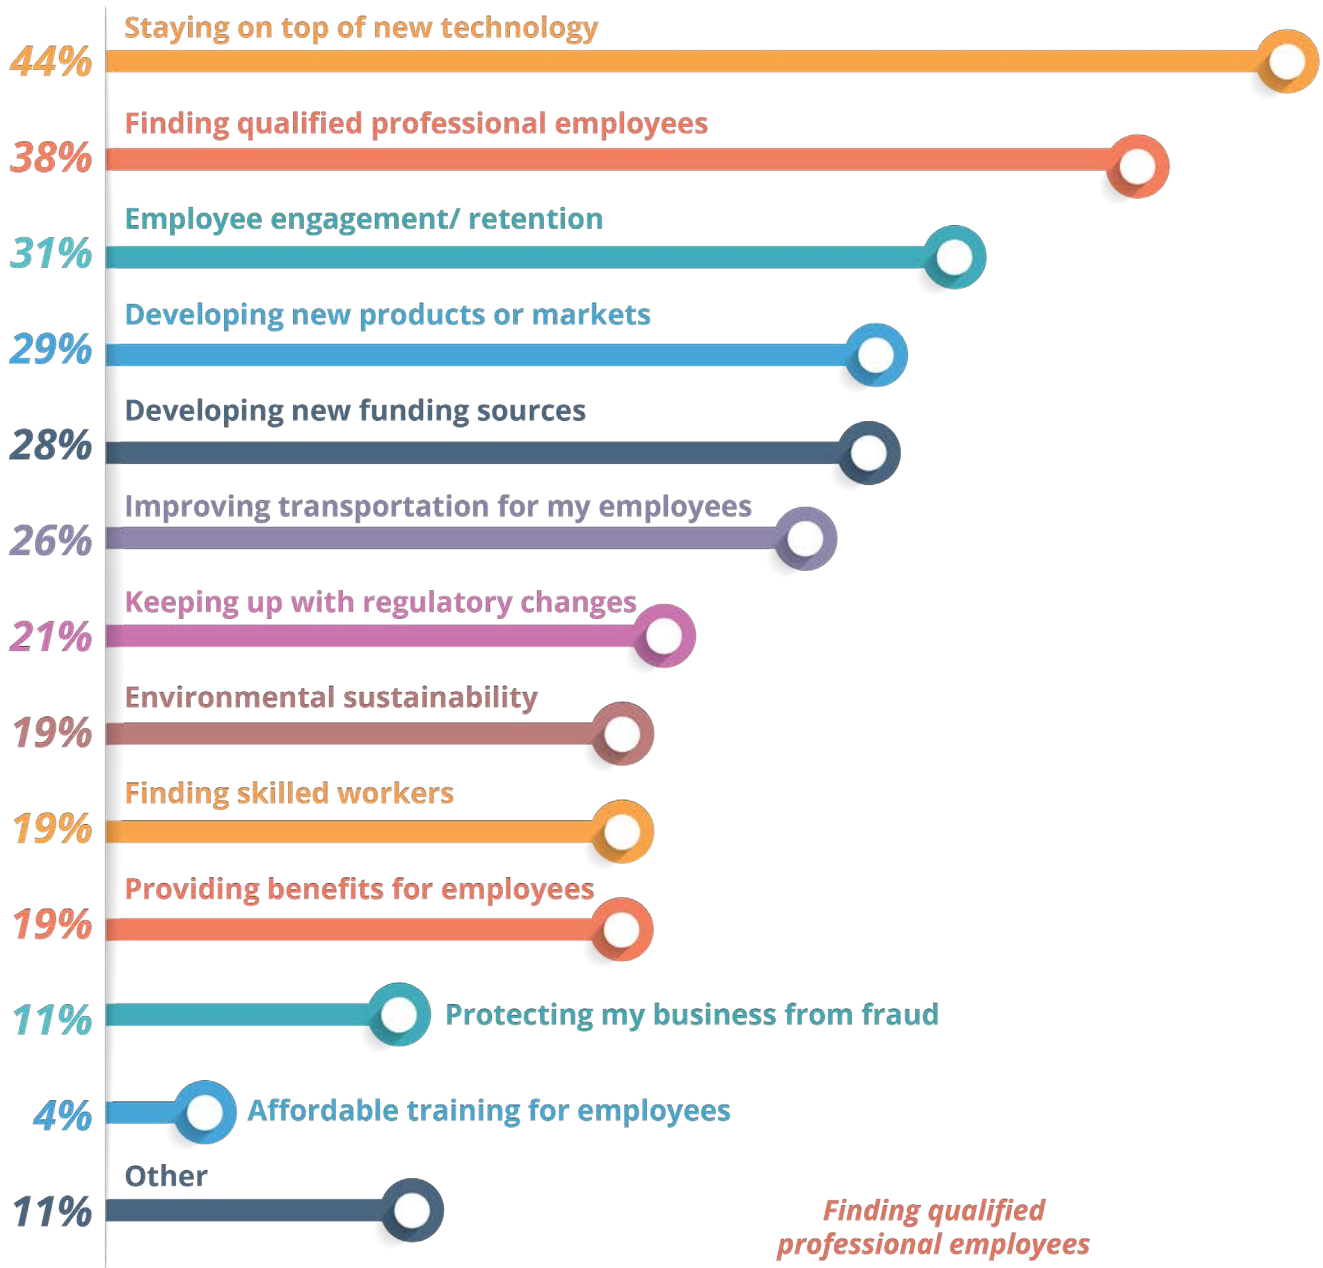 Staying on top of new technology
44%
Finding qualified professional employees
38%
Employee engagement/ retention
31%
Developing new products or markets
29%
Developing new funding sources
28%
Improving transportation for my employees
26%
Keeping up with regulatory changes
21%
Environmental sustainability
19%
Finding skilled workers
19%
Providing benefits for employees
19%
11% Protecting my business from fraud
4% Affordable training for employees
Other
11%
Finding qualified
professional employees